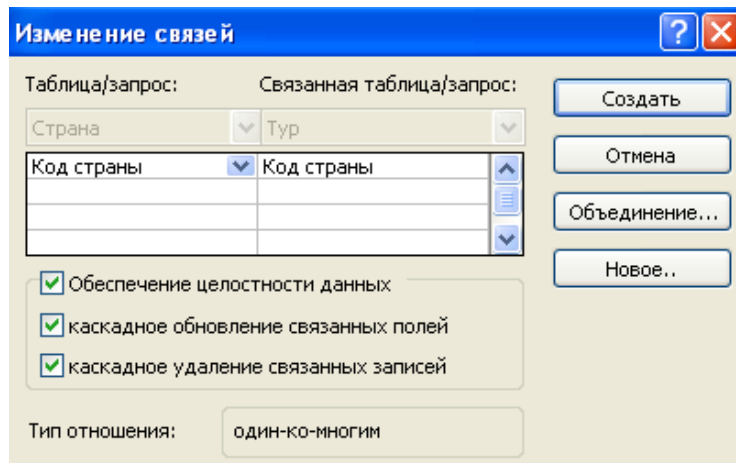 Изменение связей
Таблица/запрос: Связанная таблица/запрос:
Создать
Страна Тур
Код страны Код страны
Отмена
Объединение...
Новое..
Обеспечение целостности данных
каскадное обновление связанных полей
каскадное удаление связанных записей
Тип отношения: один-ко-многим